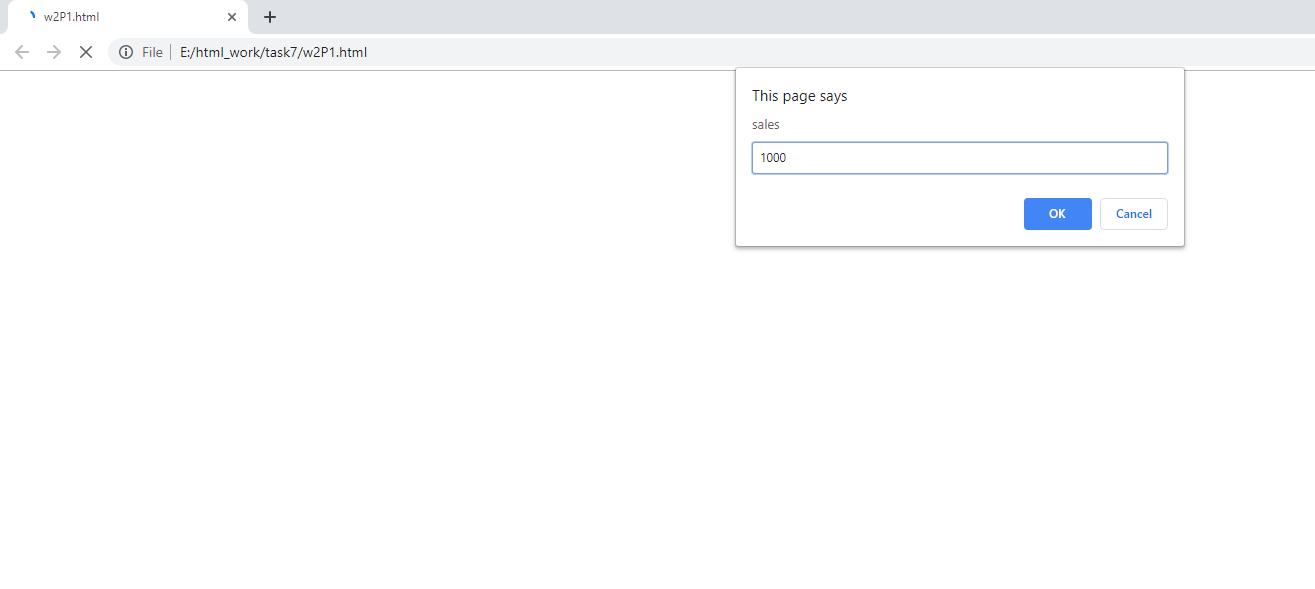 w2P1.html
File E:/html_work/task7/w2P1.html
This page says
sales
1000
OK Cancel